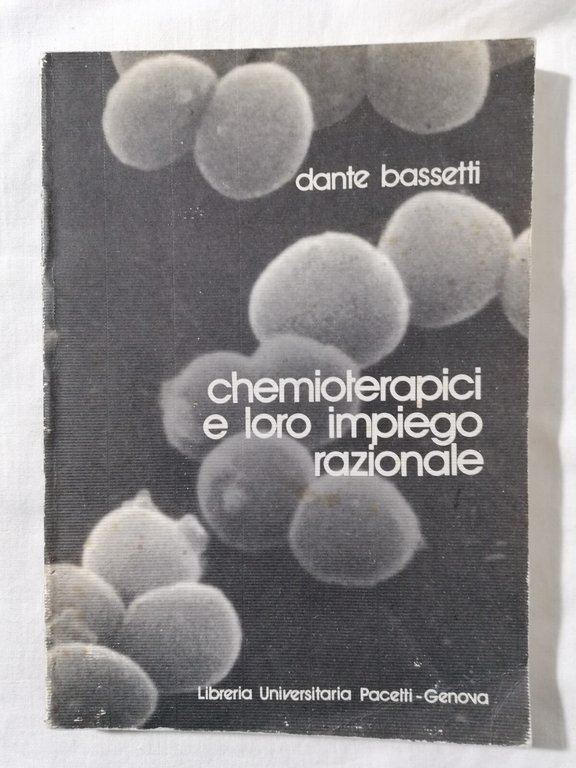 dante bassetti
chemioterapici
e loro impiego
razionale
Libreria Universitaria Pacetti-Genova